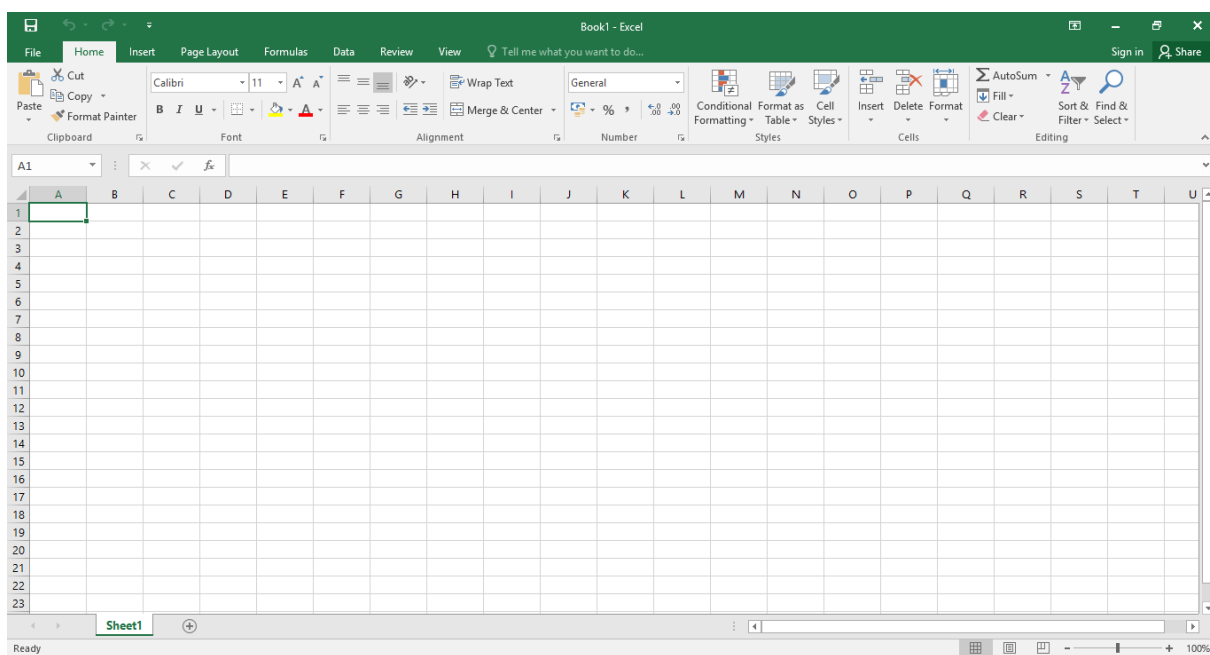 Book1 - Excel
File Home Insert Page Layout Formulas Data Review View Tell me what you want to do... Sign in Share
Paste
Cut
Copy
Format Painter
Clipboard
Calibri 11 A A
B I U A
Font
Wrap Text
Merge & Center
Alignment
General
% , .0 .00 .00 .0
Number
Conditional Formatting
Format as Table
Cell Styles
Styles
Insert Delete Format
Cells
AutoSum
Fill
Clear
Sort & Filter
Find & Select
Editing
A1 fx
A B C D E F G H I J K L M N O P Q R S T U
1
2
3
4
5
6
7
8
9
10
11
12
13
14
15
16
17
18
19
20
21
22
23
Sheet1
Ready 100%